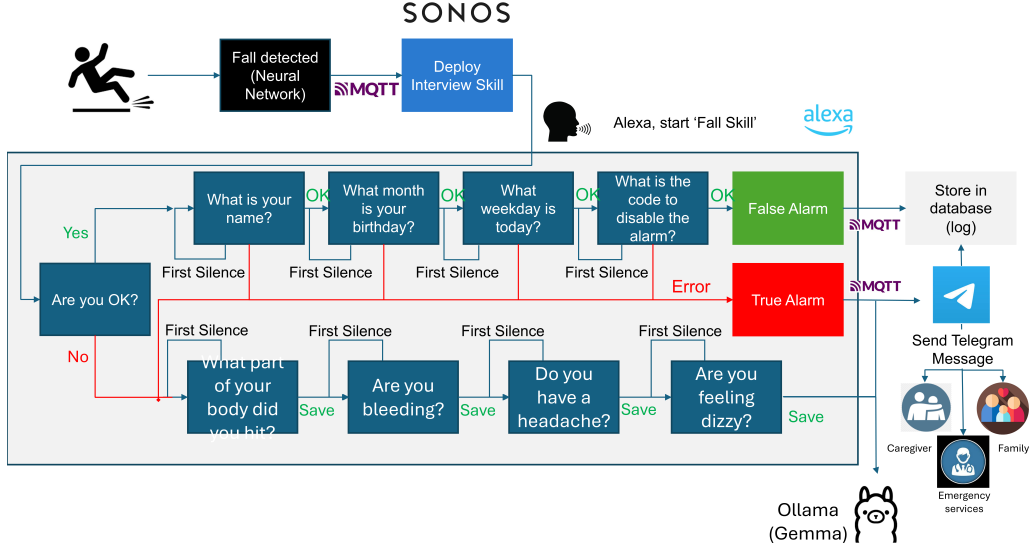 SONOS
Fall detected
(Neural
Network)
MQTT
Deploy
Interview Skill
Alexa, start ‘Fall Skill’
alexa
What is your
name?
OK
What month
is your
birthday?
OK
What
weekday is
today?
OK
What is the
code to
disable the
alarm?
OK
False Alarm
MQTT
Store in
database
(log)
Yes
First Silence
First Silence
First Silence
First Silence
Are you OK?
Error
True Alarm
MQTT
No
First Silence
First Silence
First Silence
First Silence
Send Telegram
Message
What part
of your
body did
you hit?
Save
Are you
bleeding?
Save
Do you
have a
headache?
Save
Are you
feeling
dizzy?
Save
Caregiver
Family
Emergency
services
Ollama
(Gemma)